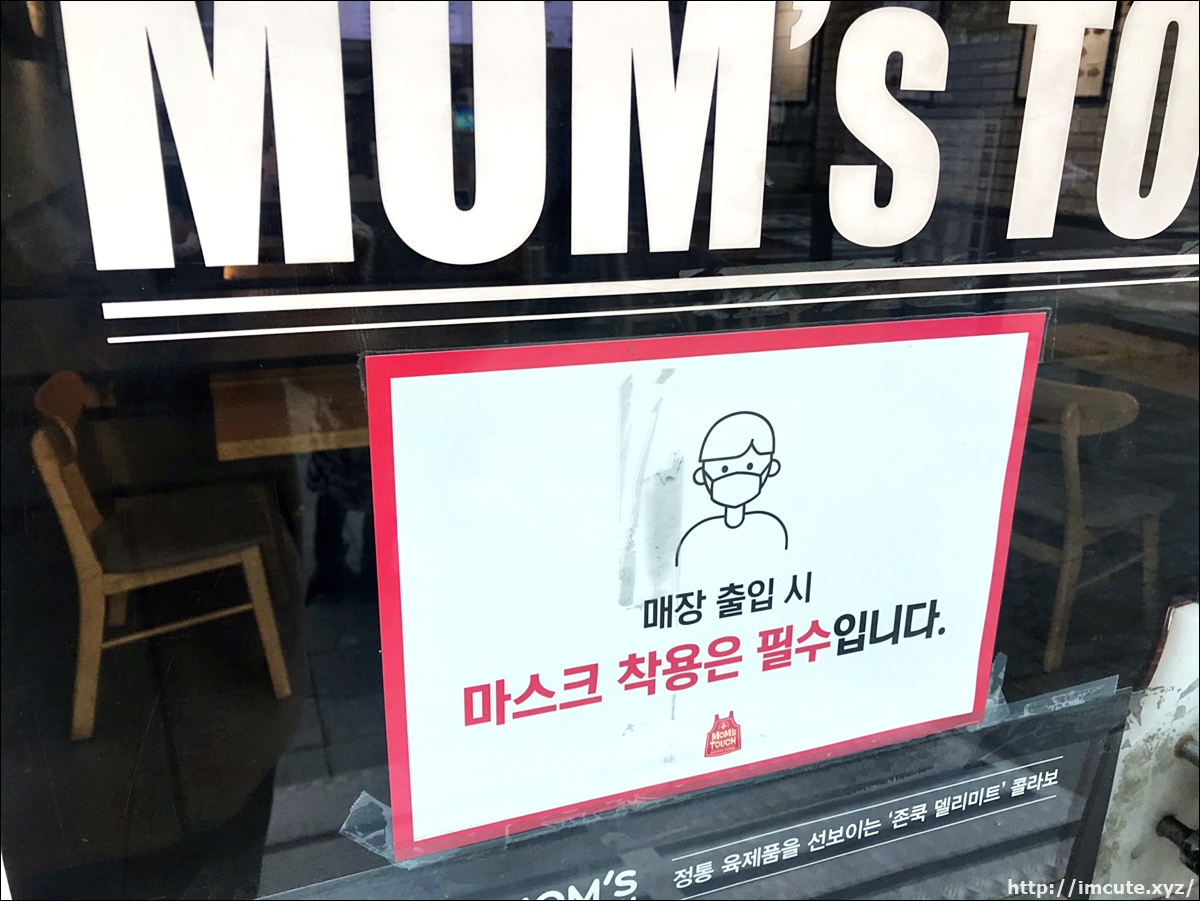 MOM's TO
매장 출입 시
마스크 착용은 필수입니다.
MOM'S
TOUCH
정통 육제품을 선보이는 '존쿡 델리미트' 콜라보
MOM's
http://imcute.xyz/